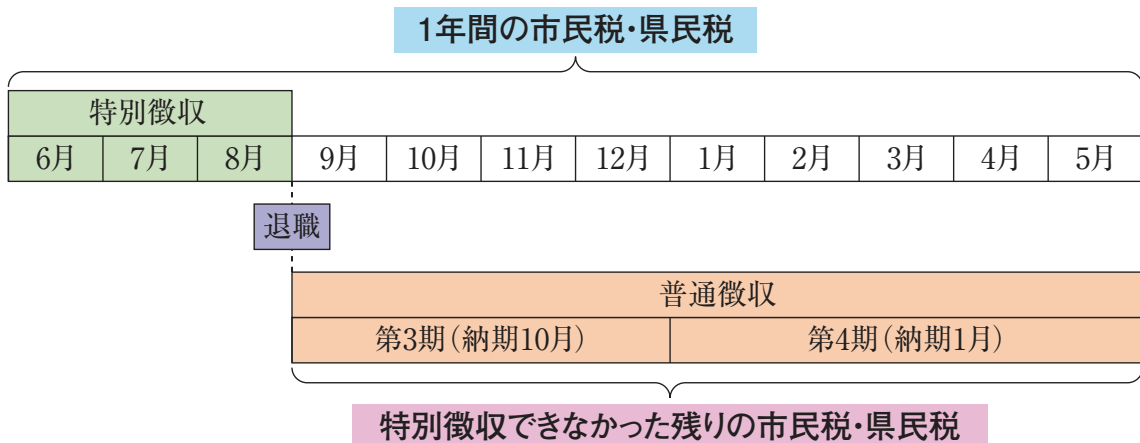 1年間の市民税・県民税
特別徴収
6月 7月 8月 9月 10月 11月 12月 1月 2月 3月 4月 5月
退職
普通徴収
第3期(納期10月) 第4期(納期1月)
特別徴収できなかった残りの市民税・県民税